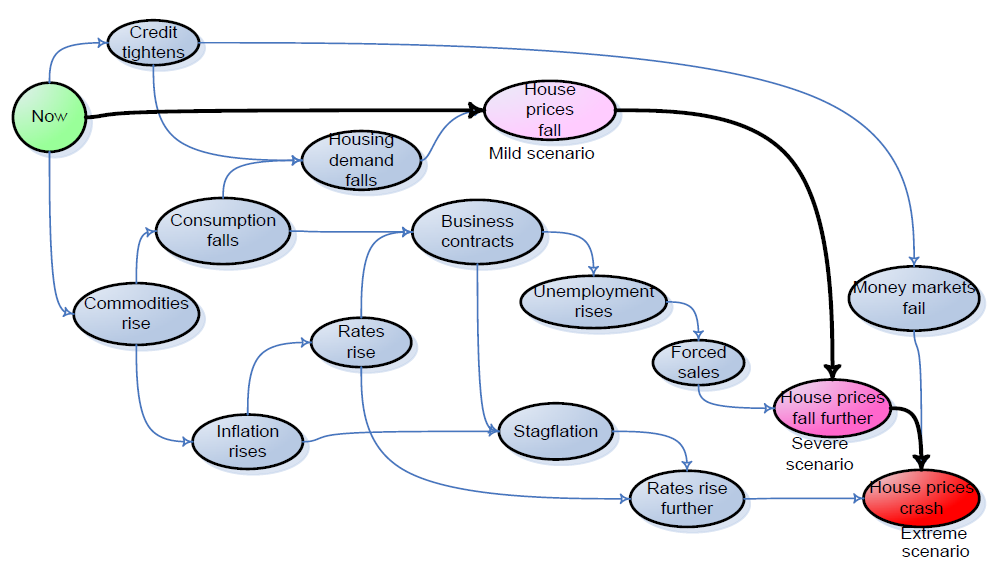 Credit
tightens
Now
House
prices
fall
Mild scenario
Housing
demand
falls
Consumption
falls
Business
contracts
Unemployment
rises
Money markets
fail
Commodities
rise
Rates
rise
Forced
sales
House prices
fall further
Severe
scenario
Inflation
rises
Stagflation
Rates rise
further
House prices
crash
Extreme
scenario